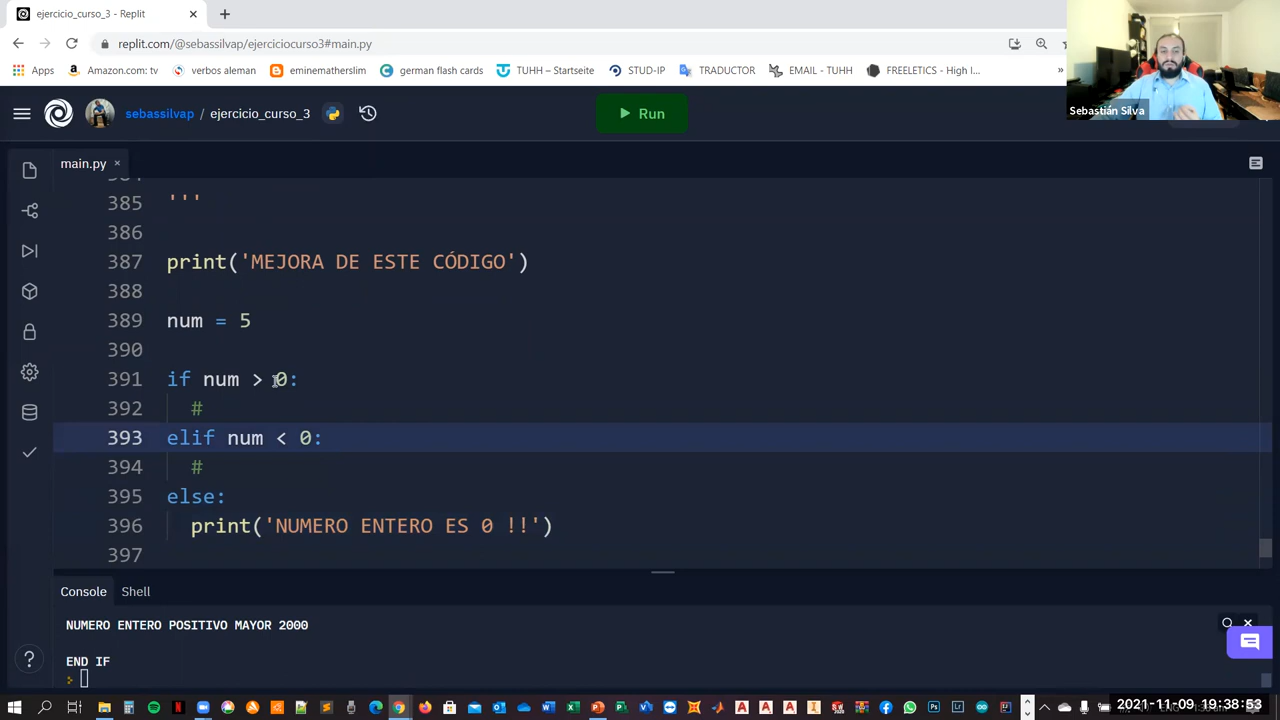 ejercicio_curso_3 - Replit
replit.com/@sebassilvap/ejerciciocurso3#main.py
Apps
Amazon.com: tv
verbos aleman
eminematherslim
german flash cards
TUHH – Startseite
STUD-IP
TRADUCTOR
EMAIL - TUHH
FREELETICS - High I...
»
Sebastián Silva
sebassilvap / ejercicio_curso_3
Run
main.py
385 '''
386
387 print('MEJORA DE ESTE CÓDIGO')
388
389 num = 5
390
391 if num > 0:
392 #
393 elif num < 0:
394 #
395 else:
396 print('NUMERO ENTERO ES 0 !!')
397
Console
Shell
NUMERO ENTERO POSITIVO MAYOR 2000
END IF
2021-11-09 19:38:53